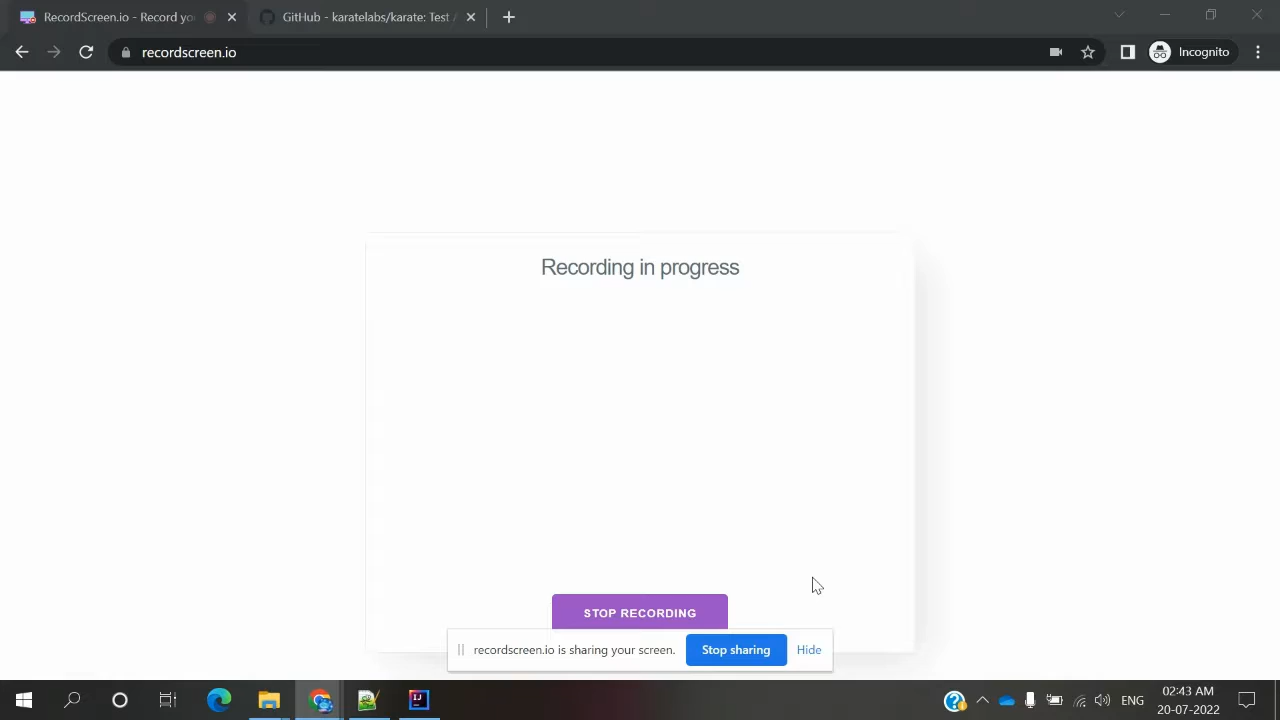 RecordScreen.io - Record yo
GitHub - karatelabs/karate: Test /
recordscreen.io
Incognito
Recording in progress
STOP RECORDING
recordscreen.io is sharing your screen.
Stop sharing
Hide
ENG
02:43 AM
20-07-2022